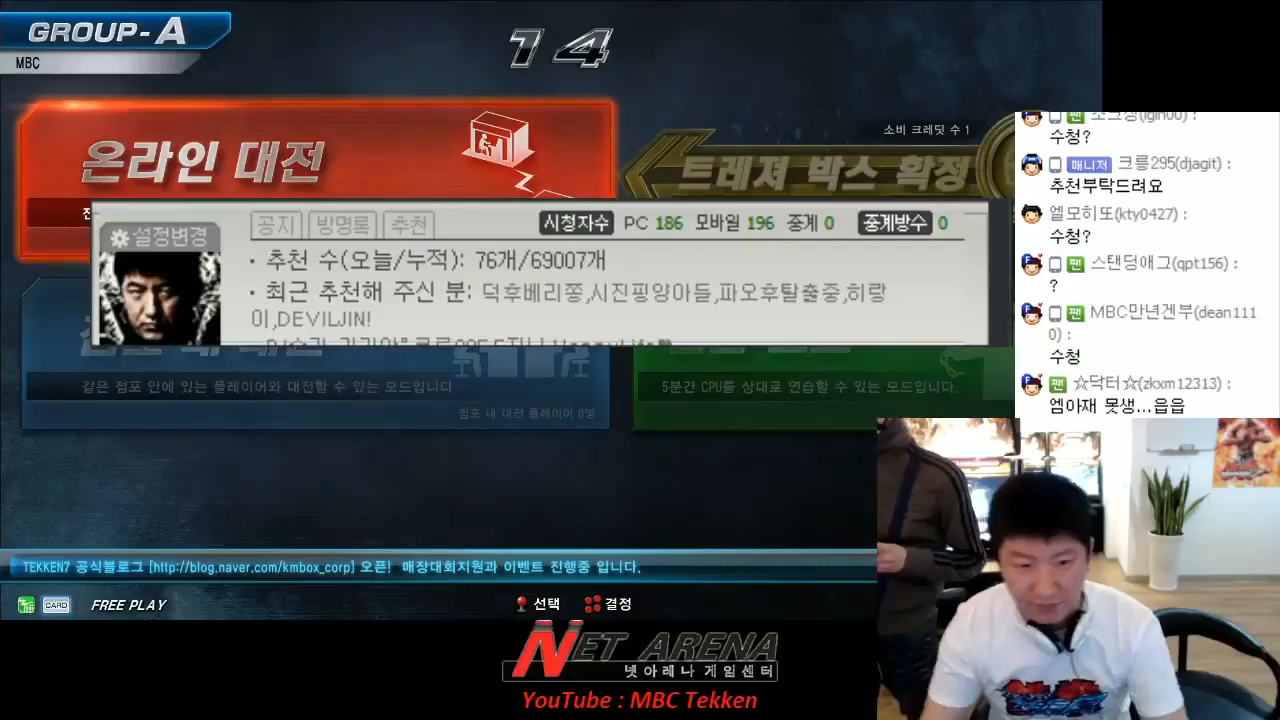 GROUP-A
MBC
14
온라인 대전
소비 크레딧 수 1
트레져 박스 확정
전
설정변경
공지 방명록 추천
시청자수 PC 186 모바일 196 중계 0 중계방수 0
· 추천 수(오늘/누적): 76개/69007개
· 최근 추천해 주신 분: 덕후베리쫑,시진핑양아들,파오후탈출중,히랑
이,DEVILJIN!
같은 점포 안에 있는 플레이어와 대전할 수 있는 모드입니다
점포 내 대전 플레이어 0명
5분간 CPU를 상대로 연습할 수 있는 모드입니다.
수청?
매니저 크롱295(djagit) :
추천부탁드려요
엘모히또(kty0427) :
수청?
팬 스탠덩애그(qpt156) :
?
팬 MBC만년겐부(dean111
0) :
수청
팬 ☆닥터☆(zkxm12313) :
엠아재 못생...읍읍
TEKKEN7 공식블로그 [http://blog.naver.com/kmbox_corp] 오픈! 매장대회지원과 이벤트 진행중 입니다.
CARD FREE PLAY
선택 결정
NET ARENA
넷아레나 게임센터
YouTube : MBC Tekken